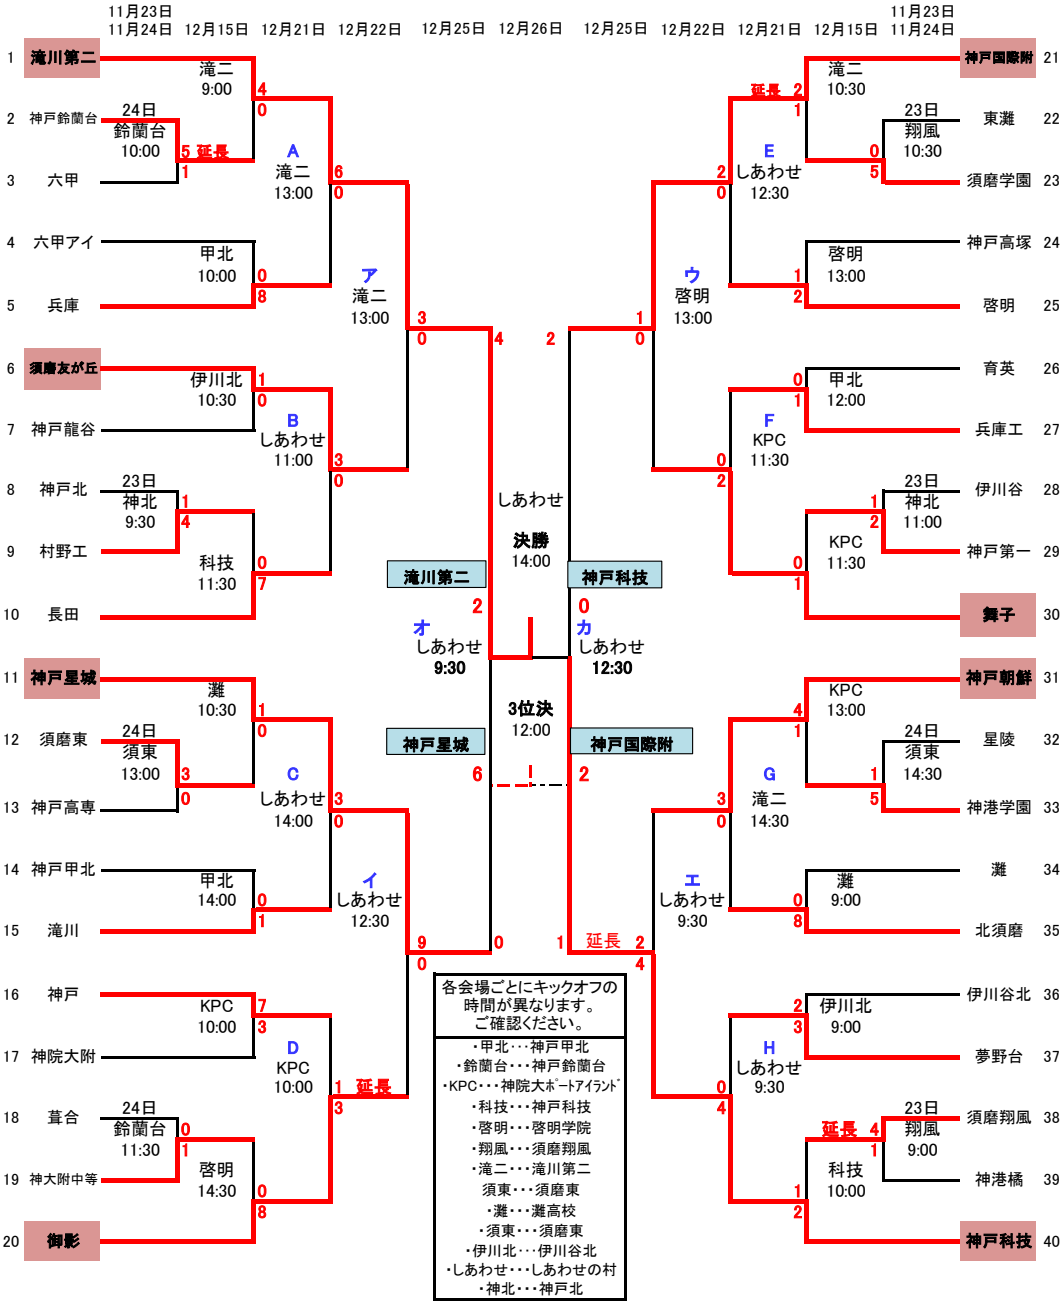 11月23日
11月24日 12月15日 12月21日 12月22日 12月25日 12月26日 12月25日 12月22日 12月21日 12月15日
11月23日
11月24日
1 滝川第二
滝二
9:00
4
0
2 神戸鈴蘭台
24日
鈴蘭台
10:00
5 延長
1
3 六甲
A
滝二
13:00
6
0
4 六甲アイ
甲北
10:00
0
8
5 兵庫
ア
滝二
13:00
3
0
6 須磨友が丘
伊川北
10:30
1
0
7 神戸龍谷
B
しあわせ
11:00
3
0
8 神戸北
23日
神北
9:30
1
4
9 村野工
科技
11:30
0
7
10 長田
11 神戸星城
灘
10:30
1
0
12 須磨東
24日
須東
13:00
3
0
13 神戸高専
C
しあわせ
14:00
3
0
14 神戸甲北
甲北
14:00
0
1
15 滝川
イ
しあわせ
12:30
9
0
16 神戸
KPC
10:00
7
3
17 神院大附
D
KPC
10:00
1 延長
3
18 葺合
24日
鈴蘭台
11:30
0
1
19 神大附中等
啓明
14:30
0
8
20 御影
4
2
しあわせ
決勝
14:00
滝川第二
神戸科技
2
0
オ
しあわせ
9:30
カ
しあわせ
12:30
3位決
12:00
神戸星城
神戸国際附
6
2
0
1
各会場ごとにキックオフの
時間が異なります。
ご確認ください。
・甲北・・・神戸甲北
・鈴蘭台・・・神戸鈴蘭台
・KPC・・・神院大ポートアイランド
・科技・・・神戸科技
・啓明・・・啓明学院
・翔風・・・須磨翔風
・滝二・・・滝川第二
須東・・・須磨東
・灘・・・灘高校
・須東・・・須磨東
・伊川北・・・伊川谷北
・しあわせ・・・しあわせの村
・神北・・・神戸北
神戸国際附 21
滝二
10:30
延長 2
1
東灘 22
23日
翔風
10:30
0
5
須磨学園 23
E
しあわせ
12:30
2
0
神戸高塚 24
啓明
13:00
1
2
啓明 25
ウ
啓明
13:00
1
0
育英 26
甲北
12:00
0
1
兵庫工 27
F
KPC
11:30
0
2
伊川谷 28
23日
神北
11:00
1
2
神戸第一 29
KPC
11:30
0
1
舞子 30
神戸朝鮮 31
KPC
13:00
4
1
星陵 32
24日
須東
14:30
1
5
神港学園 33
G
滝二
14:30
3
0
灘 34
灘
9:00
0
8
北須磨 35
エ
しあわせ
9:30
延長 2
4
伊川谷北 36
伊川北
9:00
2
3
夢野台 37
H
しあわせ
9:30
0
4
須磨翔風 38
23日
翔風
9:00
延長 4
1
神港橘 39
科技
10:00
1
2
神戸科技 40